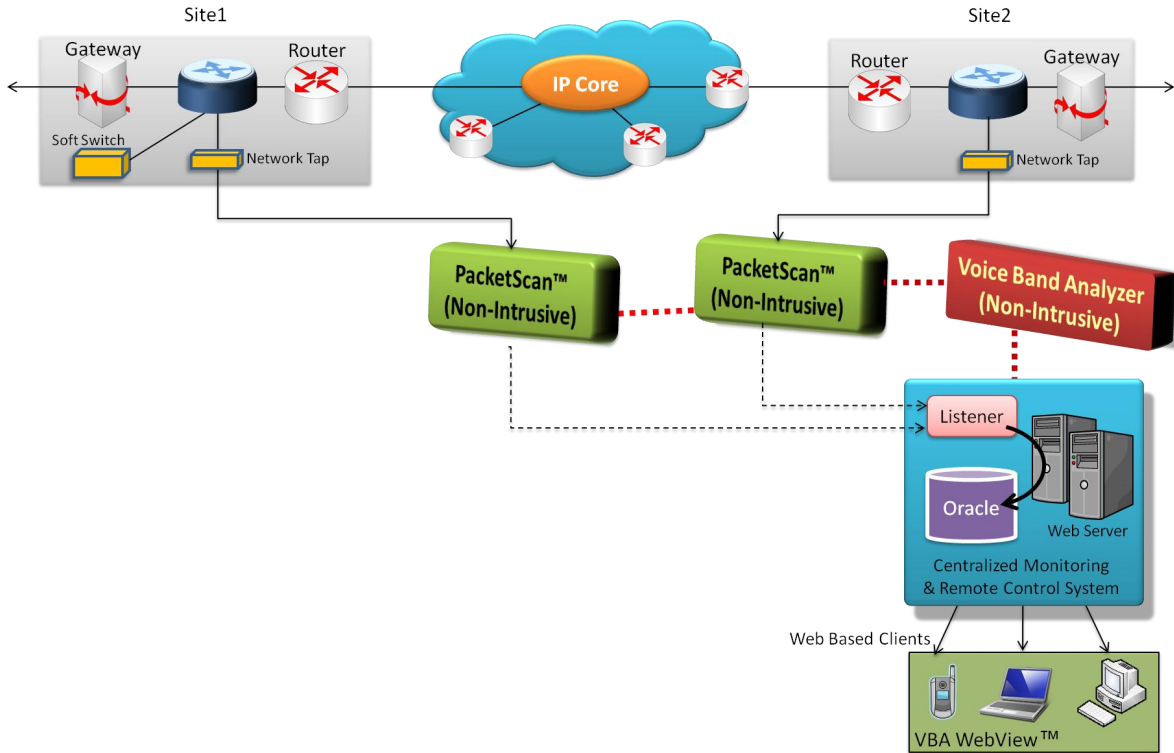 Site1
Site2
Gateway
Router
IP Core
Router
Gateway
Soft Switch
Network Tap
Network Tap
PacketScan™
(Non-Intrusive)
PacketScan™
(Non-Intrusive)
Voice Band Analyzer
(Non-Intrusive)
Listener
Oracle
Web Server
Centralized Monitoring
& Remote Control System
Web Based Clients
VBA WebView™